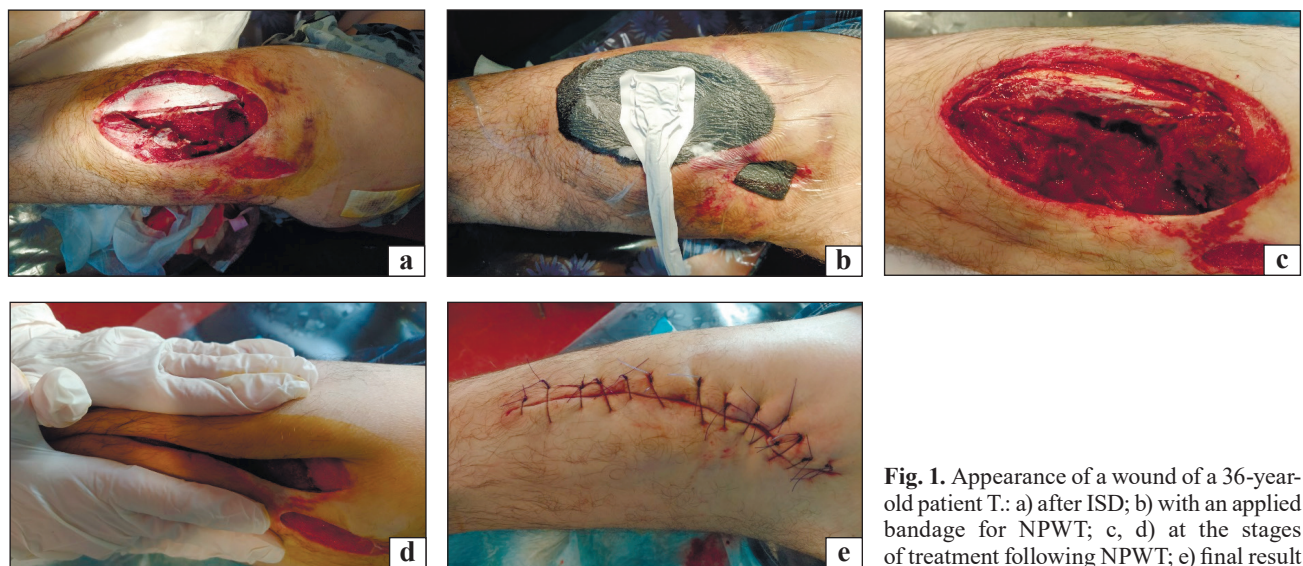 a
b
c
d
e
Fig. 1. Appearance of a wound of a 36-year-
old patient T.: a) after ISD; b) with an applied
bandage for NPWT; c, d) at the stages
of treatment following NPWT; e) final result